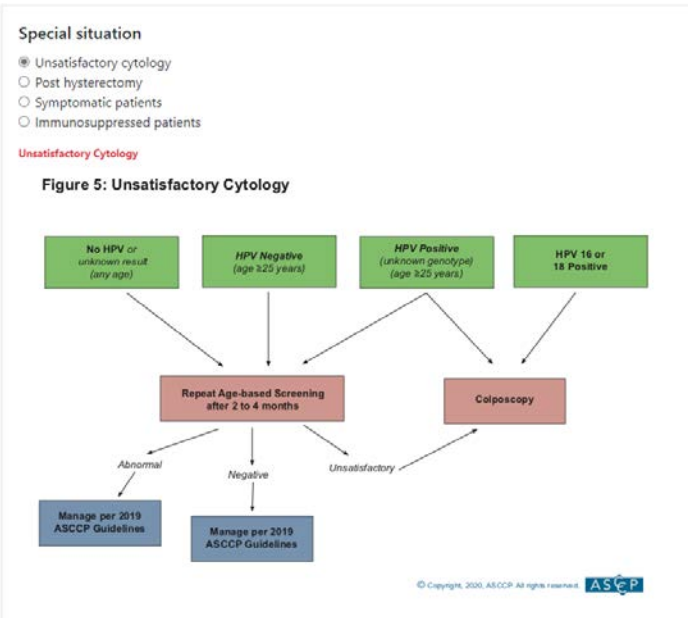 Special situation
Unsatisfactory cytology
Post hysterectomy
Symptomatic patients
Immunosuppressed patients
Unsatisfactory Cytology
Figure 5: Unsatisfactory Cytology
No HPV or
unknown result
(any age)
HPV Negative
(age ≥25 years)
HPV Positive
(unknown genotype)
(age ≥25 years)
HPV 16 or
18 Positive
Repeat Age-based Screening
after 2 to 4 months
Colposcopy
Abnormal
Negative
Unsatisfactory
Manage per 2019
ASCCP Guidelines
Manage per 2019
ASCCP Guidelines
© Copyright, 2020, ASCCP. All rights reserved.
ASCCP